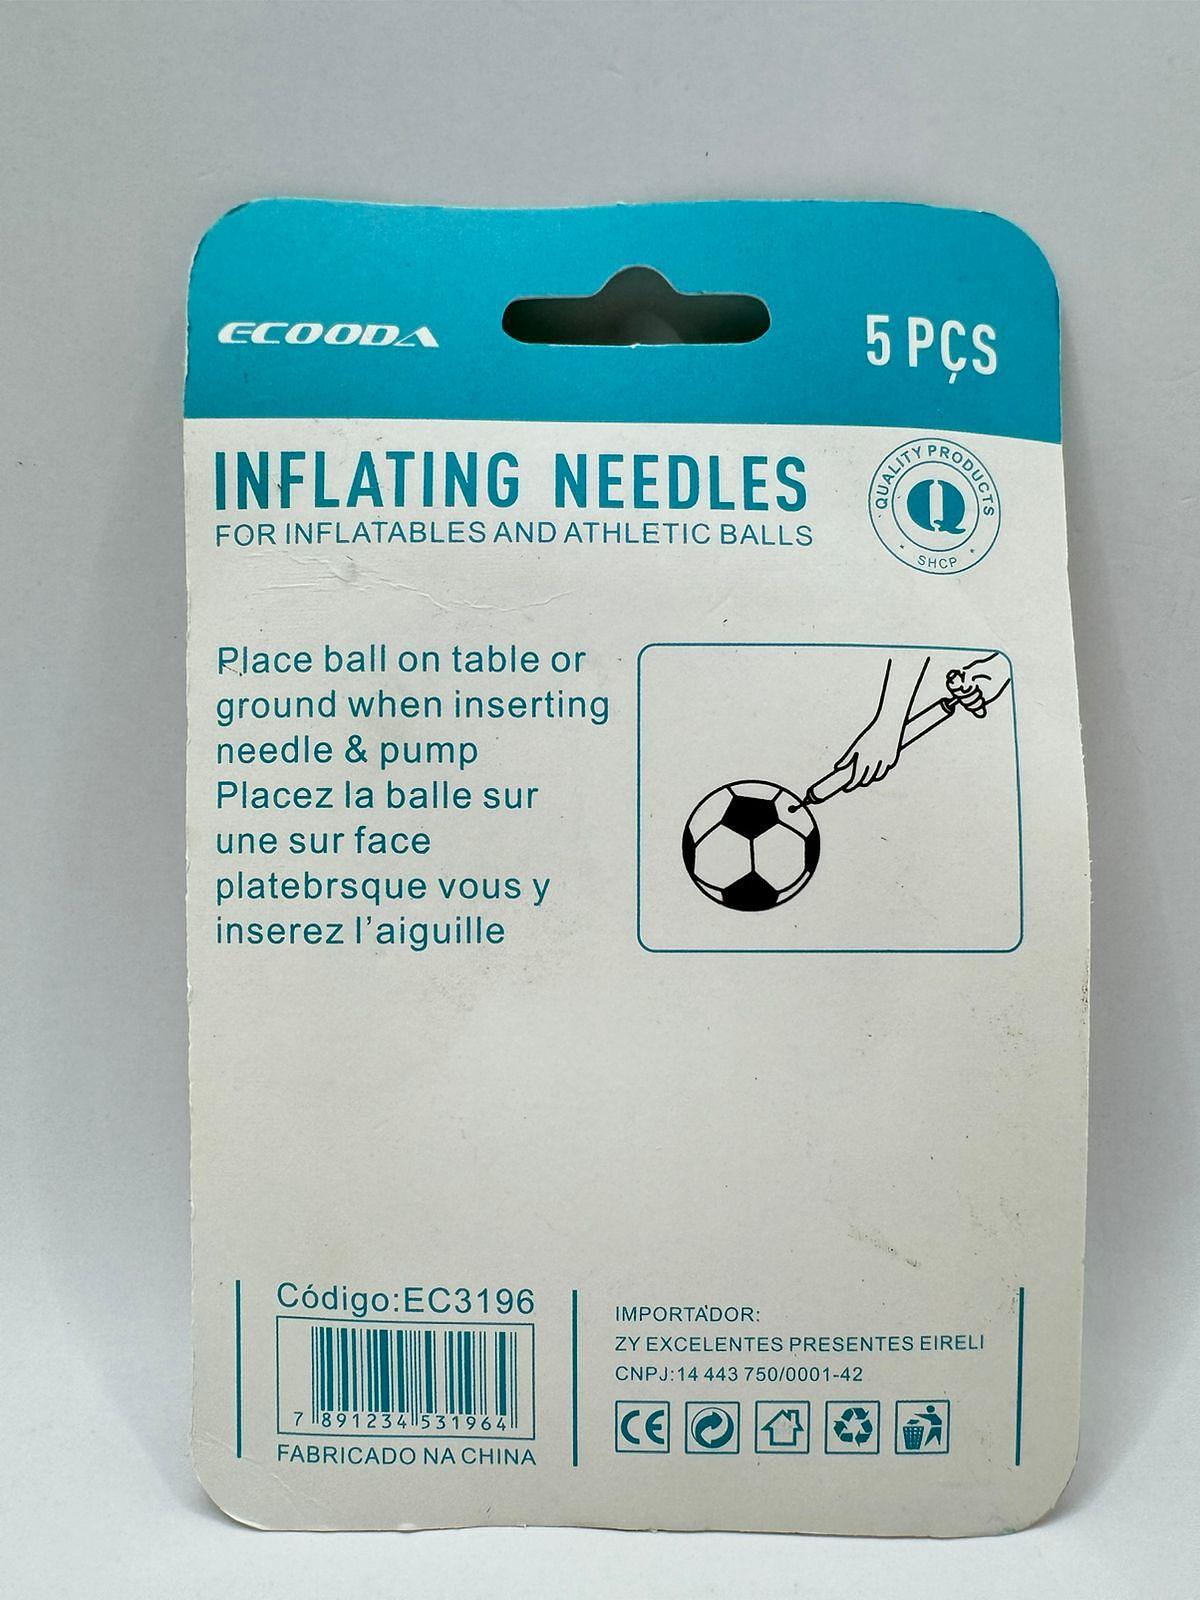 ECOODA
5 PÇS
INFLATING NEEDLES
FOR INFLATABLES AND ATHLETIC BALLS
QUALITY PRODUCTS
Q
SHCP
Place ball on table or
ground when inserting
needle & pump
Placez la balle sur
une sur face
platebrsque vous y
inserez l'aiguille
Código:EC3196
7 891234 531964
FABRICADO NA CHINA
IMPORTADOR:
ZY EXCELENTES PRESENTES EIRELI
CNPJ:14 443 750/0001-42
CE